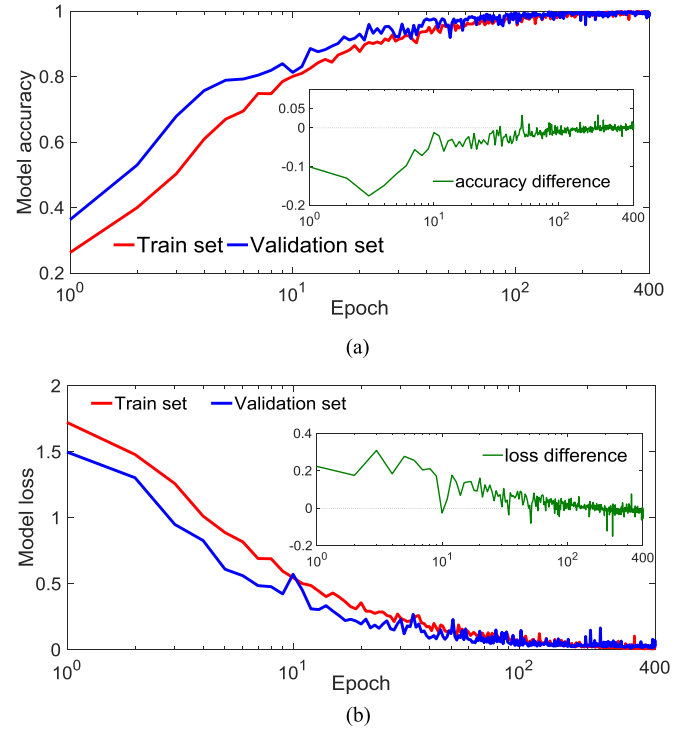 1
0.8
0.6
0.4
0.2
Model accuracy
0.05
0
-0.1
-0.2
accuracy difference
10^0 10^1 10^2 400
Train set Validation set
10^0 10^1 10^2 400
Epoch
(a)
2
1.5
1
0.5
0
Model loss
Train set Validation set
0.4
0.2
0
-0.2
loss difference
10^0 10^1 10^2 400
10^0 10^1 10^2 400
Epoch
(b)